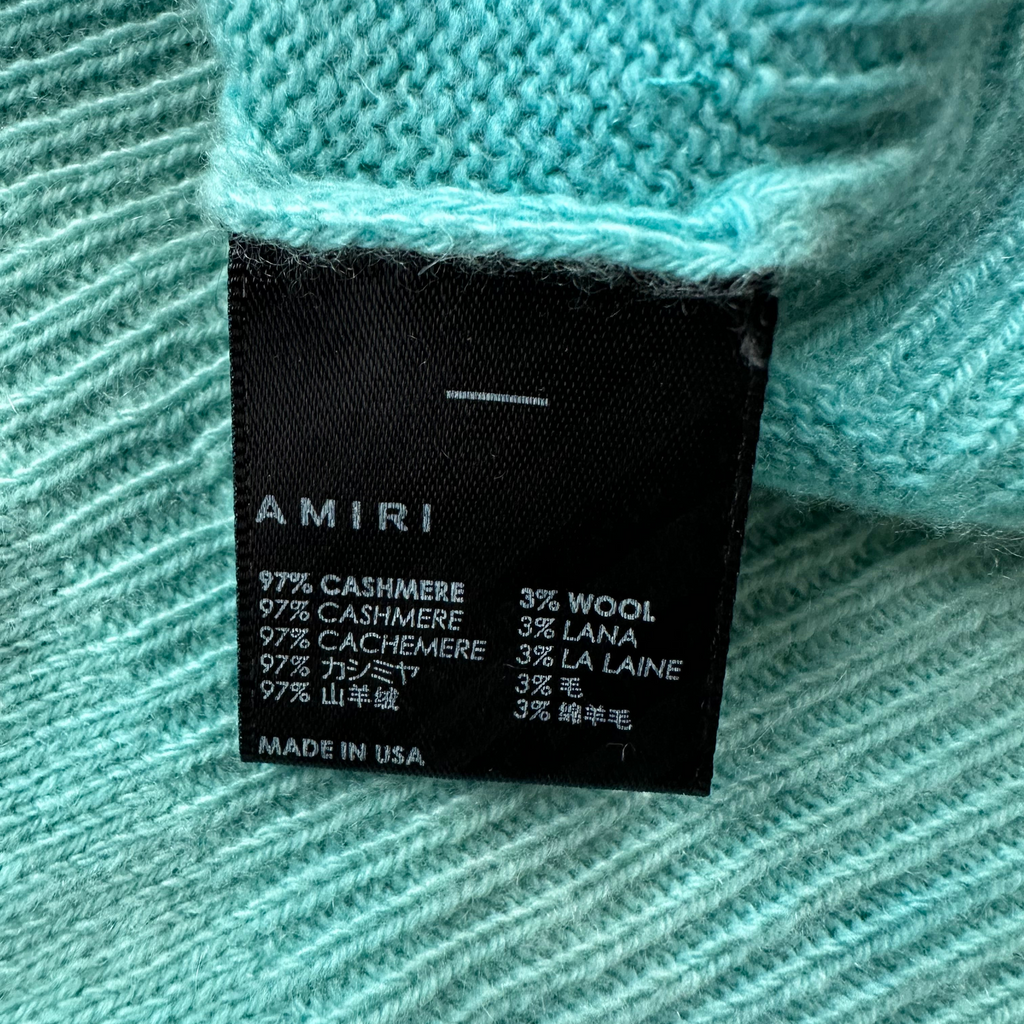 AMIRI
97% CASHMERE
97% CASHMERE
97% CACHEMERE
97% カシミヤ
97% 山羊绒
3% WOOL
3% LANA
3% LA LAINE
3% 毛
3% 绵羊毛
MADE IN USA